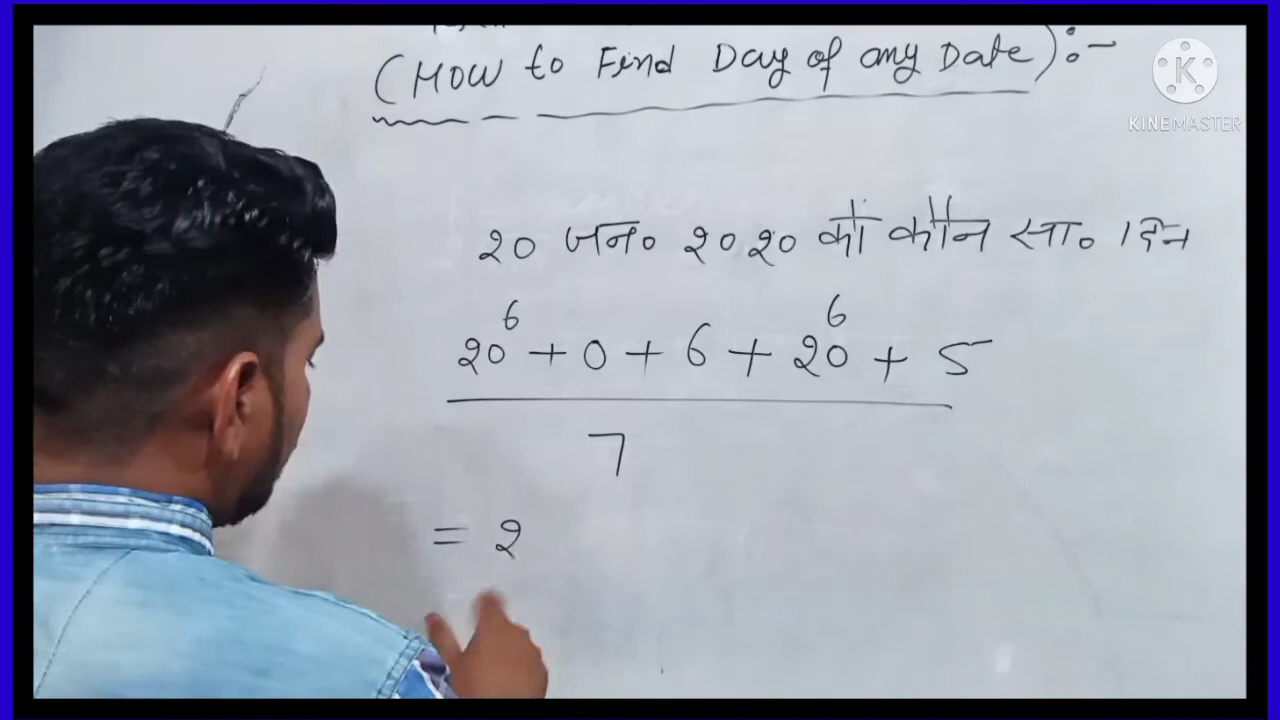 (HOW to Find Day of any Date):-
KINEMASTER
20 जन० 2020 को कौन सा० दिन
6 6
20 + 0 + 6 + 20 + 5
7
= 2